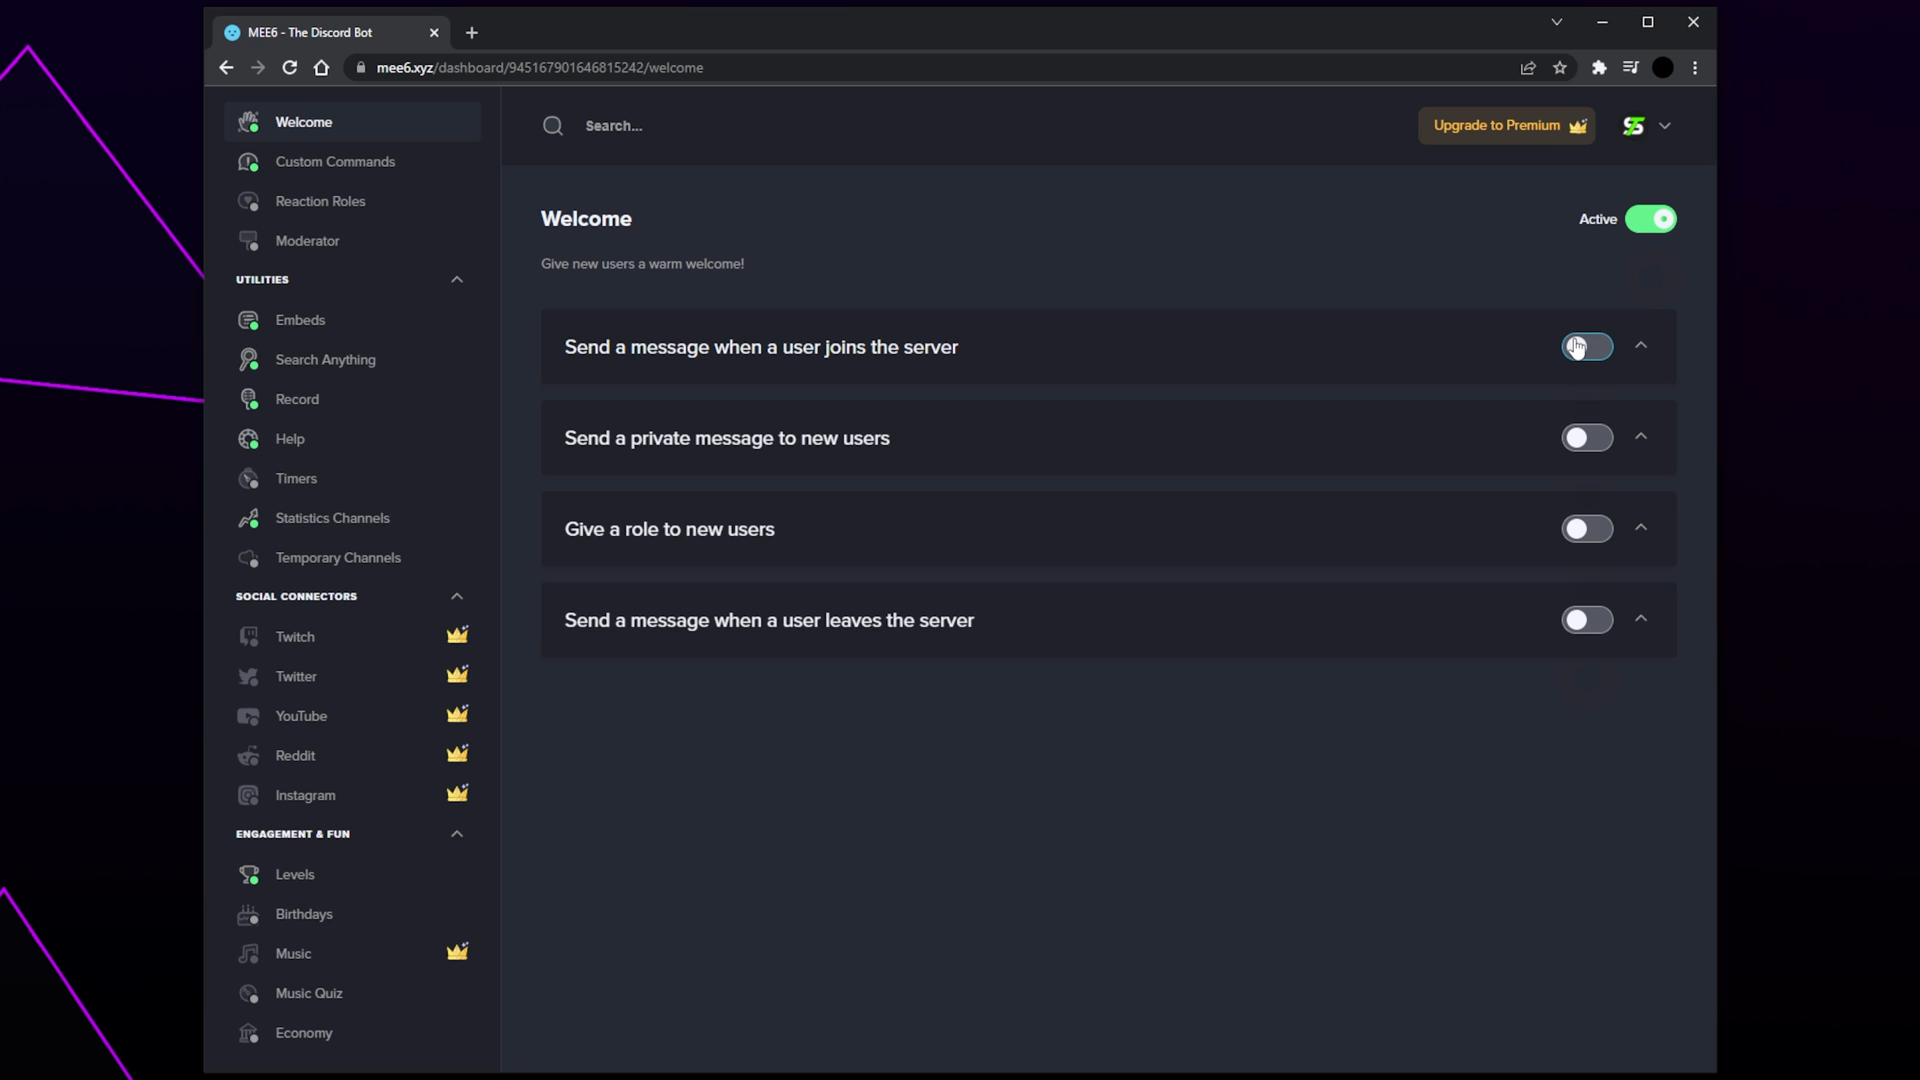 MEE6 - The Discord Bot
mee6.xyz/dashboard/945167901646815242/welcome
Welcome
Custom Commands
Reaction Roles
Moderator
UTILITIES
Embeds
Search Anything
Record
Help
Timers
Statistics Channels
Temporary Channels
SOCIAL CONNECTORS
Twitch
Twitter
YouTube
Reddit
Instagram
ENGAGEMENT & FUN
Levels
Birthdays
Music
Music Quiz
Economy
Search...
Upgrade to Premium
Welcome
Active
Give new users a warm welcome!
Send a message when a user joins the server
Send a private message to new users
Give a role to new users
Send a message when a user leaves the server